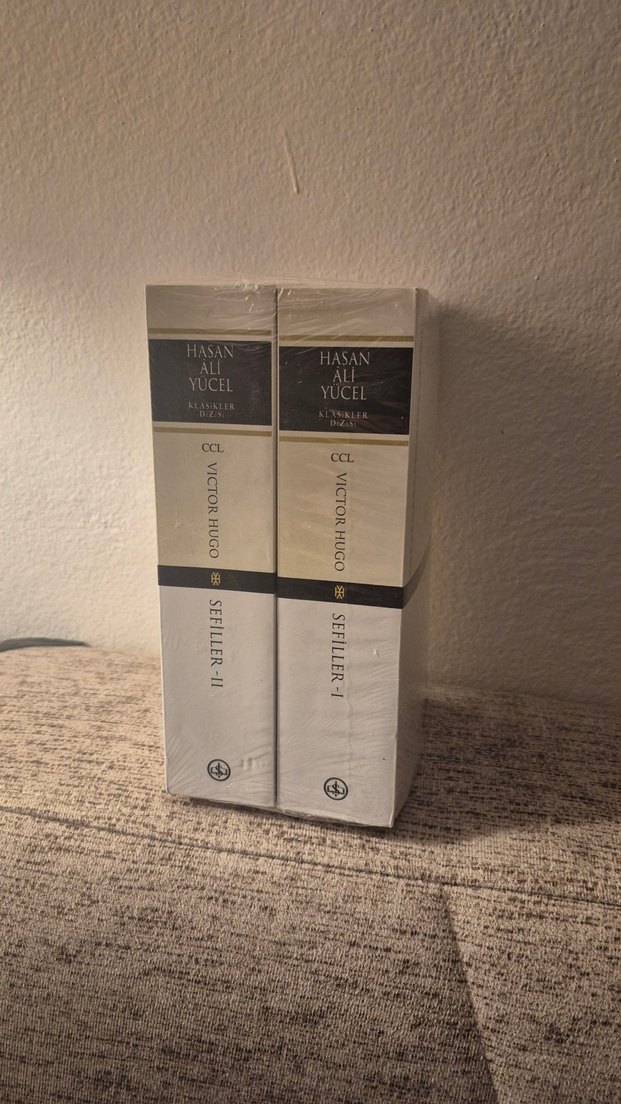 HASAN
ALİ
YÜCEL
KLASİKLER
DİZİSİ
CCL
VICTOR HUGO
SEFİLLER -II
HASAN
ALİ
YÜCEL
KLASİKLER
DİZİSİ
CCL
VICTOR HUGO
SEFİLLER -I